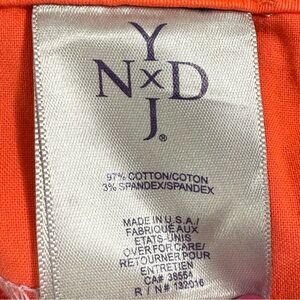 Y
N×D
J®
97% COTTON/COTON
3% SPANDEX/SPANDEX
MADE IN U.S.A./
FABRIQUÉ AUX
ETATS-UNIS
OVER FOR CARE/
RETOURNER POUR
ENTRETIEN
CA# 38554
R / N# 132016